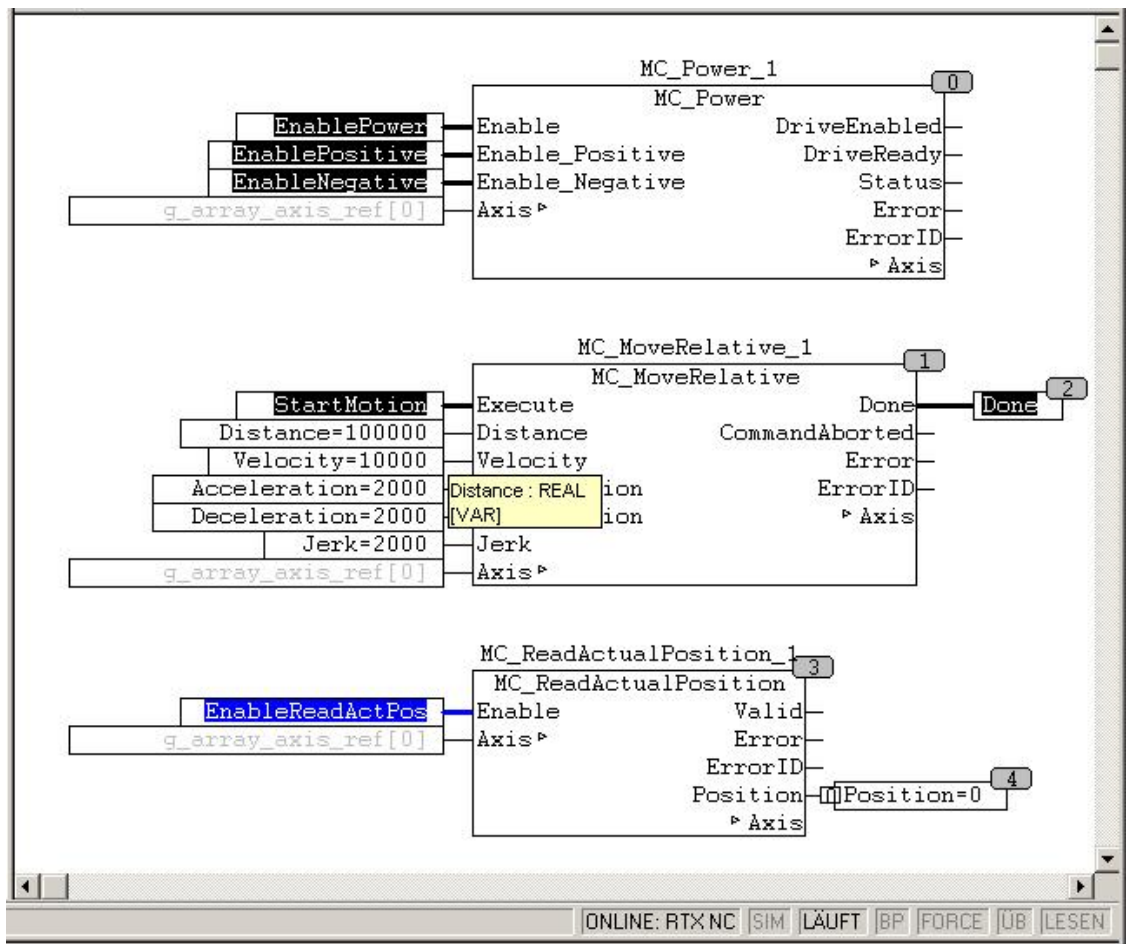 MC_Power_1
0
MC_Power
EnablePower Enable DriveEnabled
EnablePositive Enable_Positive DriveReady
EnableNegative Enable_Negative Status
g_array_axis_ref[0] Axis Error
ErrorID
Axis
MC_MoveRelative_1
1
MC_MoveRelative
2
StartMotion Execute Done Done
Distance=100000 Distance CommandAborted
Velocity=10000 Velocity Error
Acceleration=2000 Distance : REAL ion ErrorID
Deceleration=2000 [VAR] ion Axis
Jerk=2000 Jerk
g_array_axis_ref[0] Axis
MC_ReadActualPosition_1
3
MC_ReadActualPosition
EnableReadActPos Enable Valid
g_array_axis_ref[0] Axis Error
ErrorID
4
Position Position=0
Axis
ONLINE: RTX NC SIM LÄUFT BP FORCE ÜB LESEN